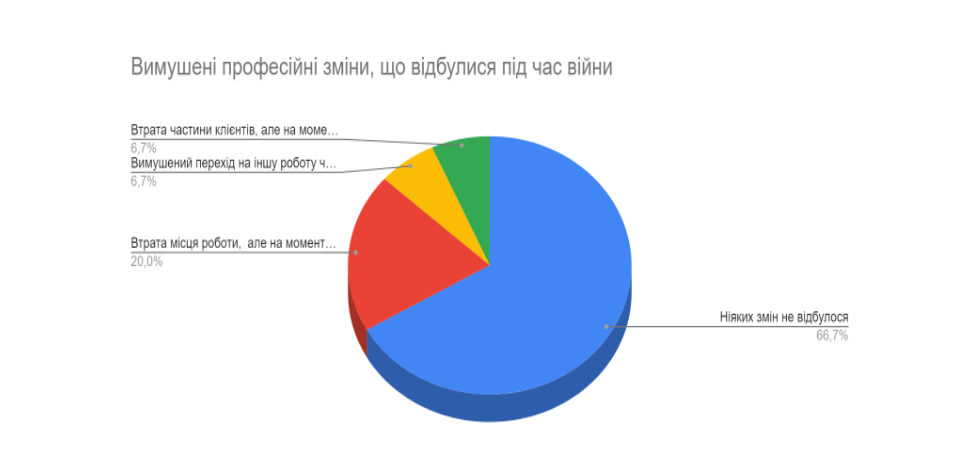 Вимушені професійні зміни, що відбулися під час війни
Втрата частини клієнтів, але на моме…
6,7%
Вимушений перехід на іншу роботу ч…
6,7%
Втрата місця роботи, але на момент…
20,0%
Ніяких змін не відбулося
66,7%